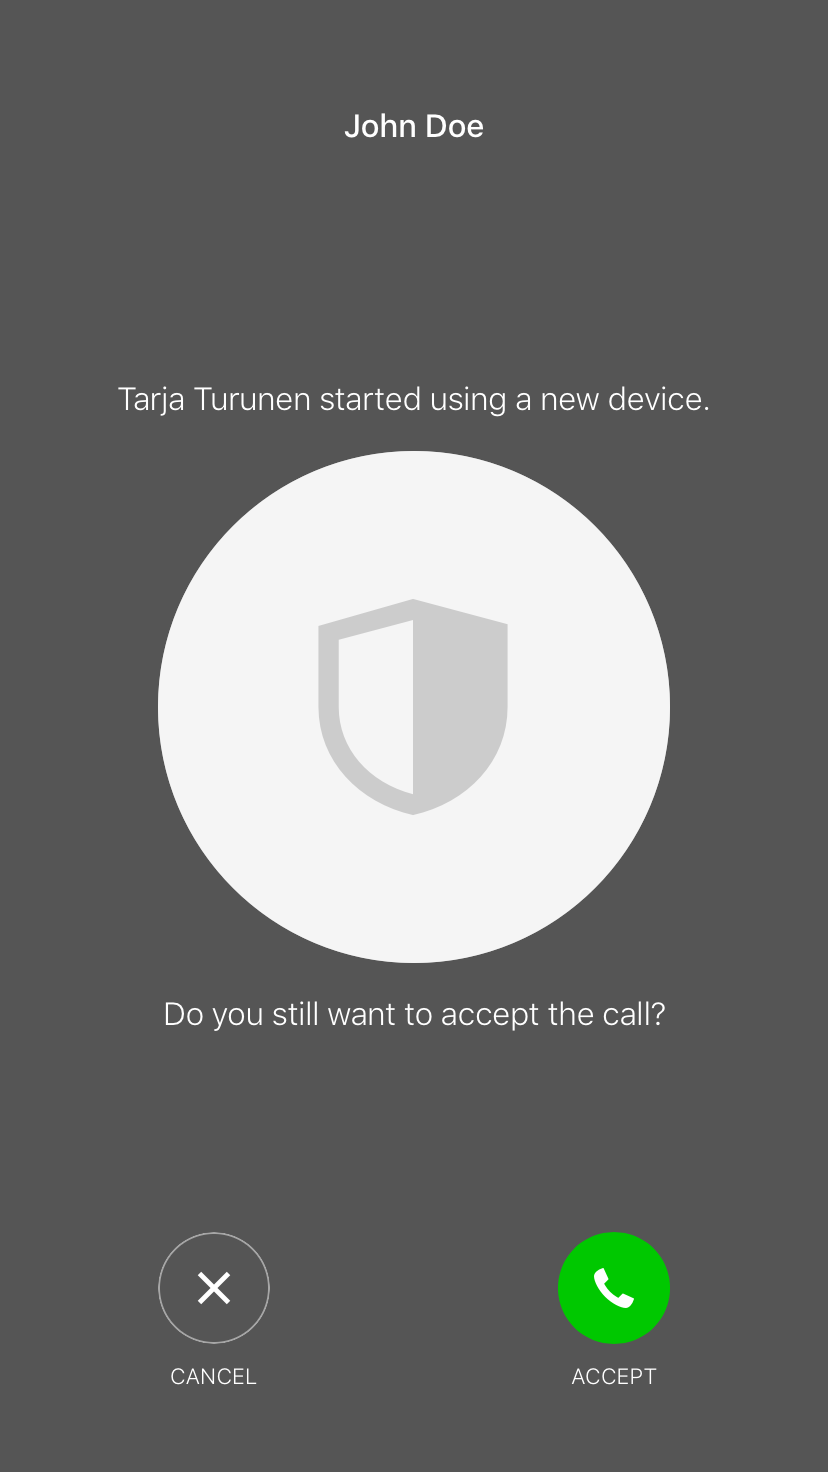 John Doe
Tarja Turunen started using a new device.
Do you still want to accept the call?
CANCEL
ACCEPT